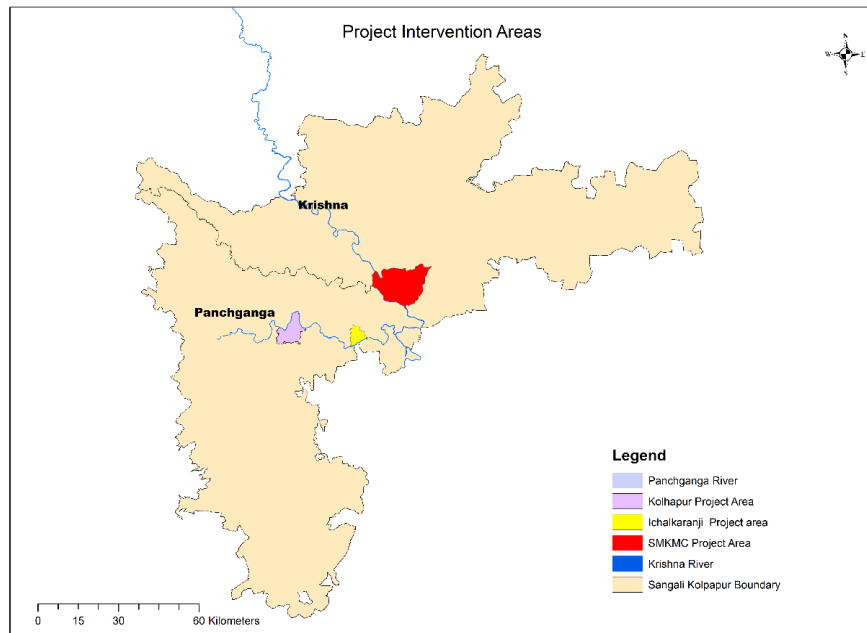 Project Intervention Areas
N
W E
S
Krishna
Panchganga
Legend
Panchganga River
Kolhapur Project Area
Ichalkaranji Project area
SMKMC Project Area
Krishna River
Sangali Kolpapur Boundary
0 15 30 60 Kilometers